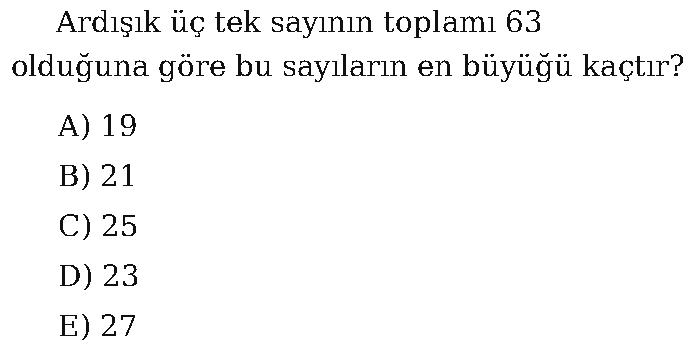 Ardışık üç tek sayının toplamı 63
olduğuna göre bu sayıların en büyüğü kaçtır?
A) 19
B) 21
C) 25
D) 23
E) 27